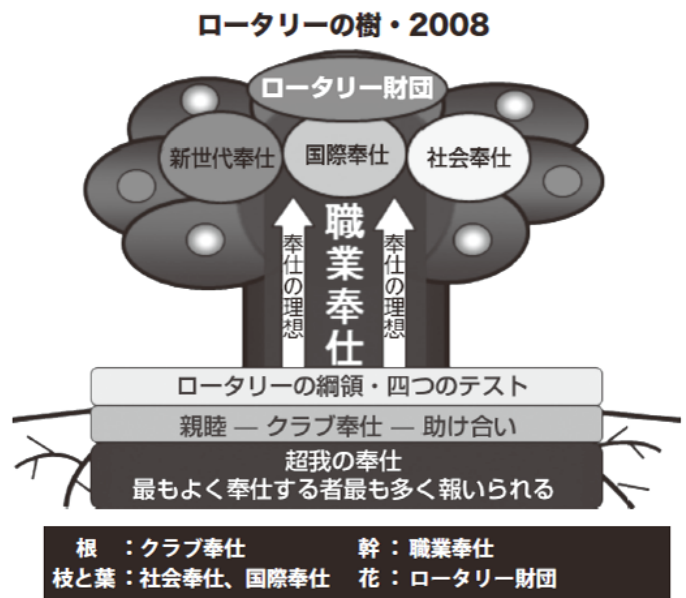 ロータリーの樹・2008
ロータリー財団
新世代奉仕
国際奉仕
社会奉仕
奉仕の理想
職業奉仕
奉仕の理想
ロータリーの綱領・四つのテスト
親睦 ― クラブ奉仕 ― 助け合い
超我の奉仕
最もよく奉仕する者最も多く報いられる
根 ：クラブ奉仕 幹：職業奉仕
枝と葉：社会奉仕、国際奉仕 花：ロータリー財団